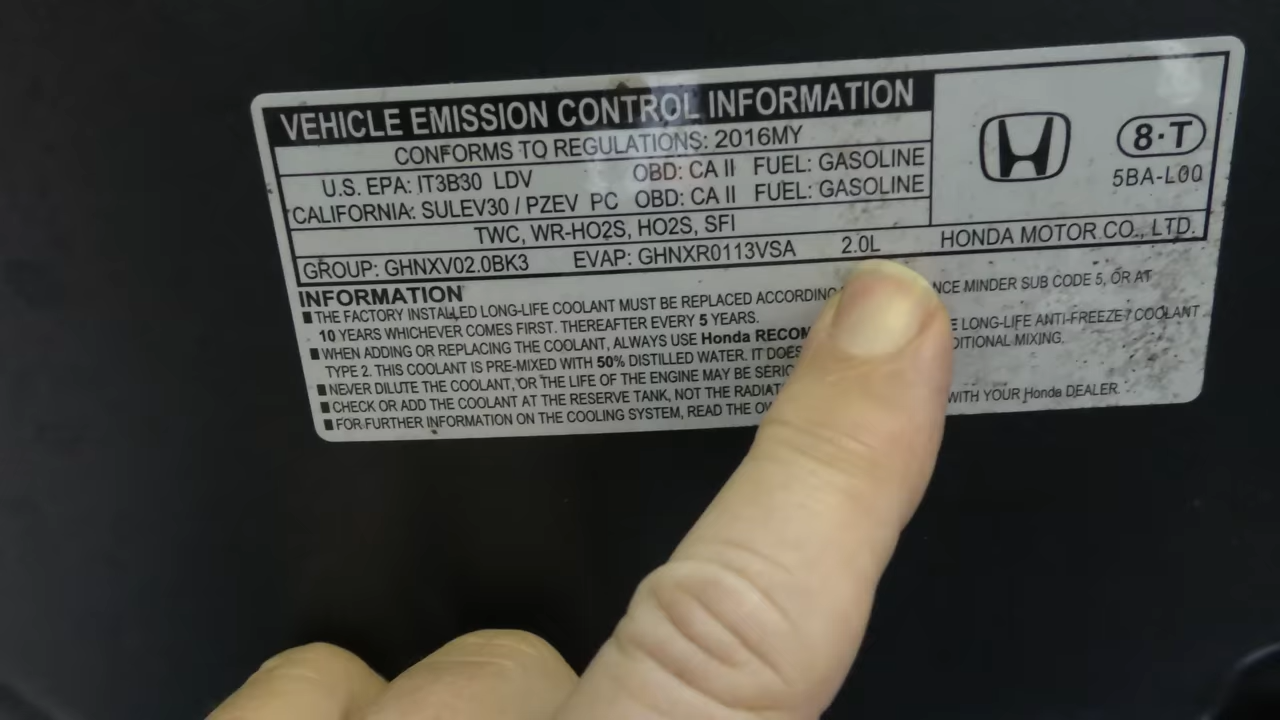 VEHICLE EMISSION CONTROL INFORMATION
CONFORMS TO REGULATIONS: 2016MY
U.S. EPA: IT3B30 LDV OBD: CA II FUEL: GASOLINE
CALIFORNIA: SULEV30 / PZEV PC OBD: CA II FUEL: GASOLINE
TWC, WR-HO2S, HO2S, SFI
8·T
5BA-L00
GROUP: GHNXV02.0BK3 EVAP: GHNXR0113VSA 2.0L HONDA MOTOR CO., LTD.
INFORMATION
■ THE FACTORY INSTALLED LONG-LIFE COOLANT MUST BE REPLACED ACCORDING MINDER SUB CODE 5, OR AT
10 YEARS WHICHEVER COMES FIRST. THEREAFTER EVERY 5 YEARS.
■ WHEN ADDING OR REPLACING THE COOLANT, ALWAYS USE Honda LONG-LIFE ANTI-FREEZE / COOLANT
TYPE 2. THIS COOLANT IS PRE-MIXED WITH 50% DISTILLED WATER. IT DOES MIXING.
■ NEVER DILUTE THE COOLANT, OR THE LIFE OF THE ENGINE MAY BE
■ CHECK OR ADD THE COOLANT AT THE RESERVE TANK, NOT THE WITH YOUR Honda DEALER.
■ FOR FURTHER INFORMATION ON THE COOLING SYSTEM, READ THE